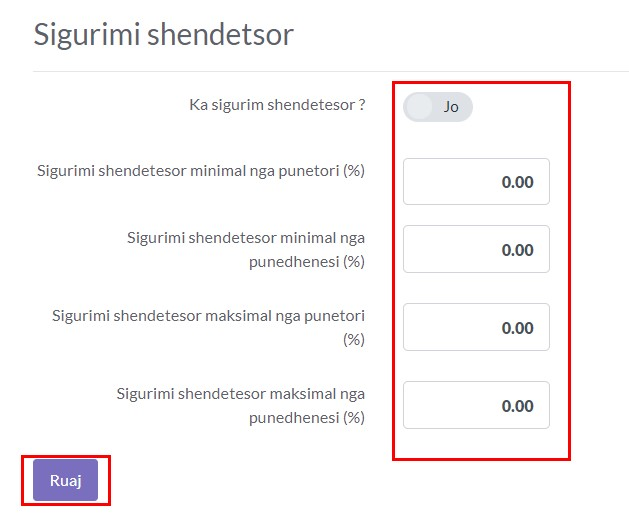 Sigurimi shendetsor
Ka sigurim shendetesor ?
Jo
Sigurimi shendetesor minimal nga punetori (%)
0.00
Sigurimi shendetesor minimal nga
punedhenesi (%)
0.00
Sigurimi shendetesor maksimal nga punetori
(%)
0.00
Sigurimi shendetesor maksimal nga
punedhenesi (%)
0.00
Ruaj